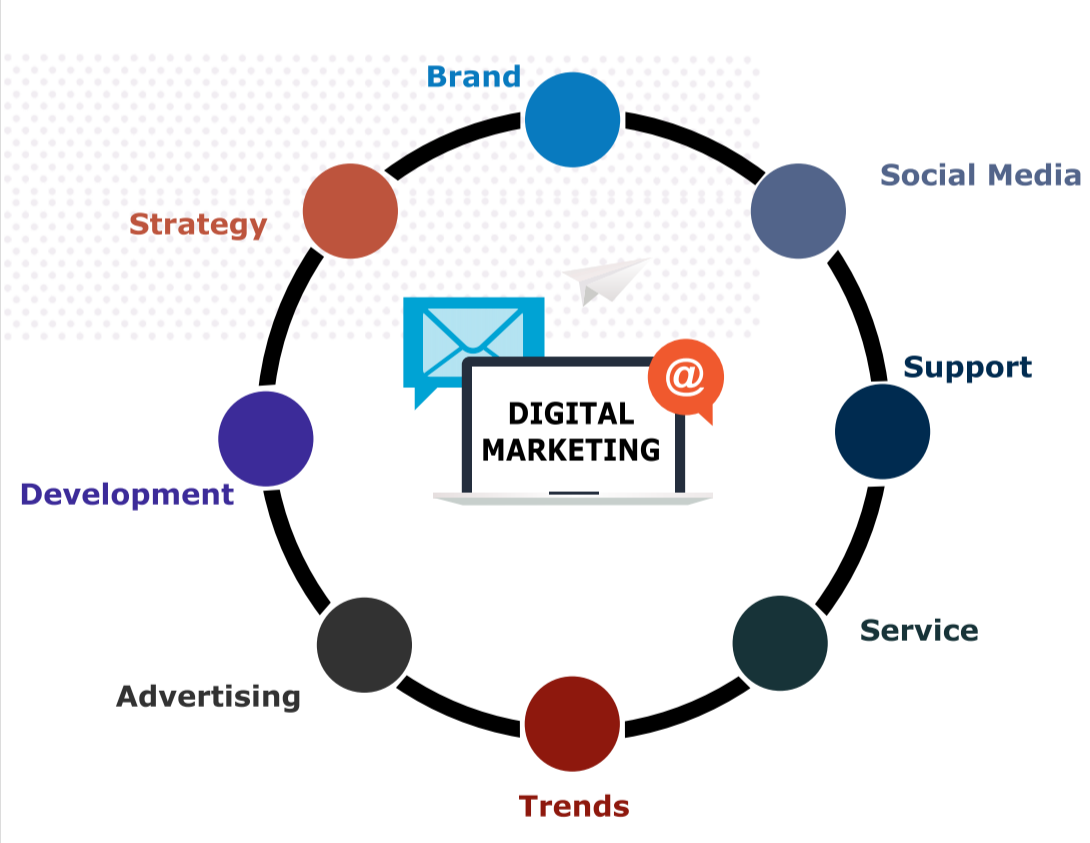 Brand
Social Media
Strategy
Support
@
DIGITAL
MARKETING
Development
Service
Advertising
Trends